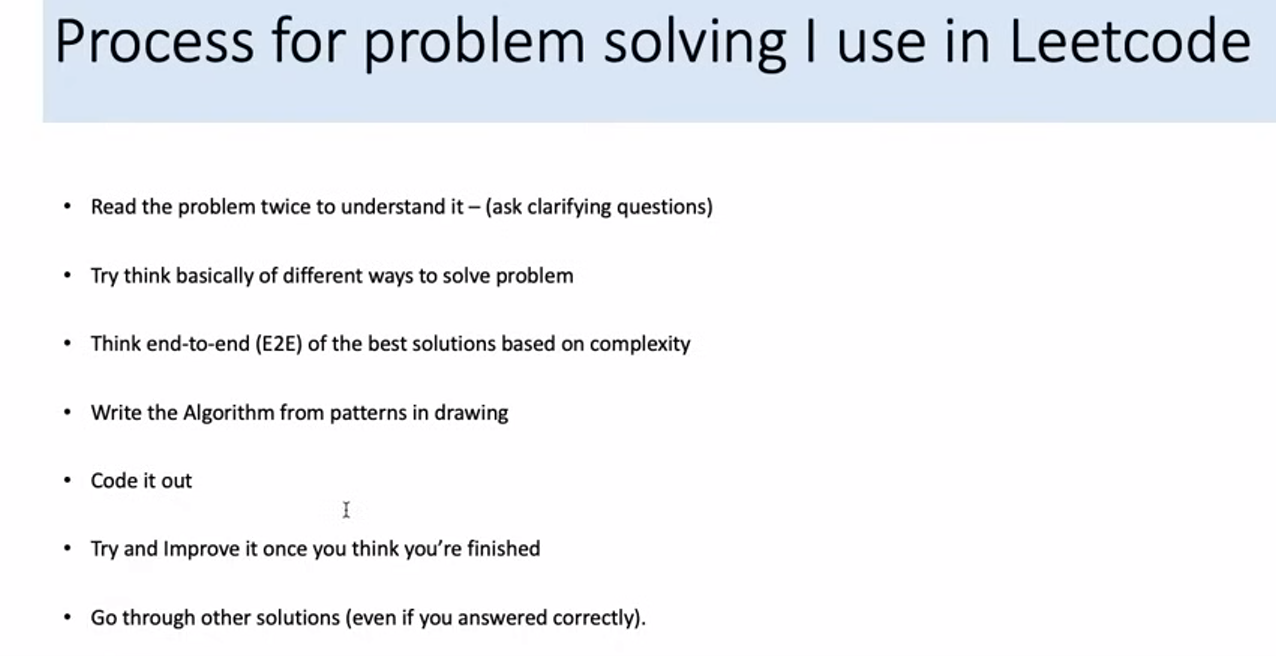 Process for problem solving I use in Leetcode
• Read the problem twice to understand it – (ask clarifying questions)
• Try think basically of different ways to solve problem
• Think end-to-end (E2E) of the best solutions based on complexity
• Write the Algorithm from patterns in drawing
• Code it out
• Try and Improve it once you think you’re finished
• Go through other solutions (even if you answered correctly).